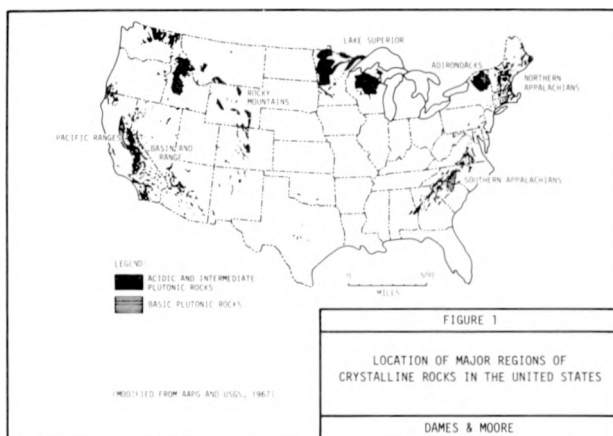 LAKE SUPERIOR
ADIRONDACKS
NORTHERN
APPALACHIANS
ROCKY
MOUNTAINS
PACIFIC RANGES
BASIN AND
RANGE
SOUTHERN APPALACHIANS
LEGEND:
ACIDIC AND INTERMEDIATE
PLUTONIC ROCKS
BASIC PLUTONIC ROCKS
0
MILES
(MODIFIED FROM AAPG AND USGS, 1967)
FIGURE 1
LOCATION OF MAJOR REGIONS OF
CRYSTALLINE ROCKS IN THE UNITED STATES
DAMES & MOORE